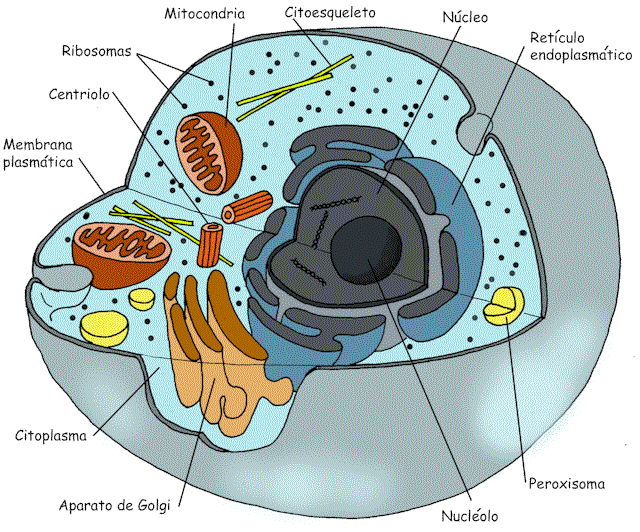 Mitocondria
Citoesqueleto
Núcleo
Retículo
endoplasmático
Ribosomas
Centriolo
Membrana
plasmática
Citoplasma
Aparato de Golgi
Nucléolo
Peroxisoma